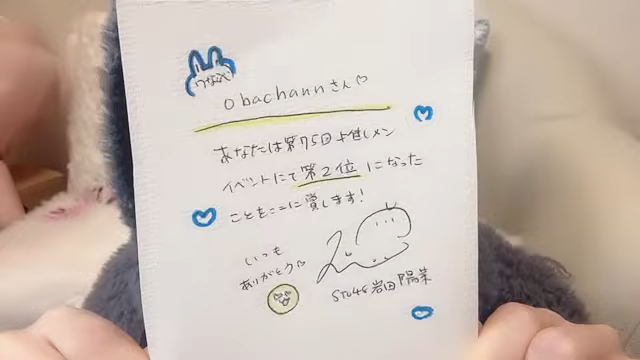 obachannさん♡
あなたは第75回推しメン
イベントにて第2位になった
ことをここに賞します!
いつも
ありがとう♡
STU48 岩田陽菜